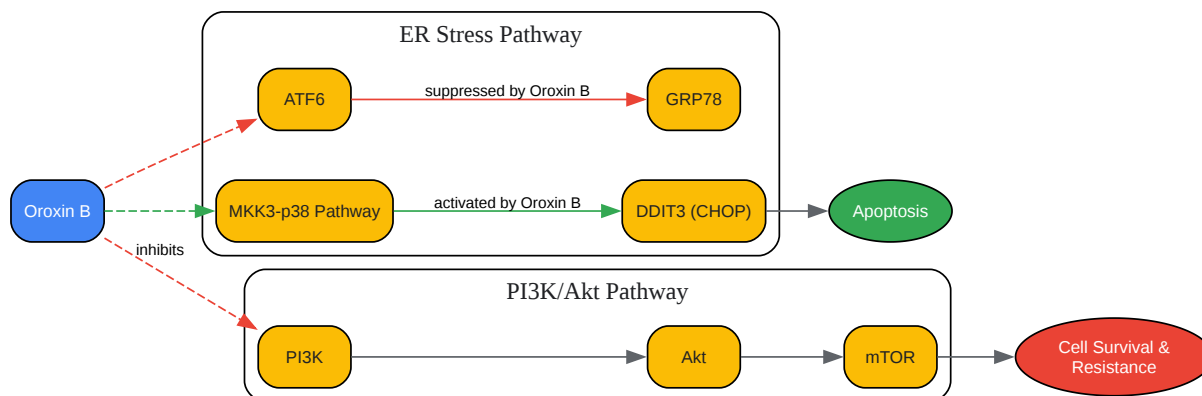 ER Stress Pathway
ATF6
suppressed by Oroxin B
GRP78
Oroxin B
MKK3-p38 Pathway
activated by Oroxin B
DDIT3 (CHOP)
Apoptosis
inhibits
PI3K/Akt Pathway
PI3K
Akt
mTOR
Cell Survival &
Resistance